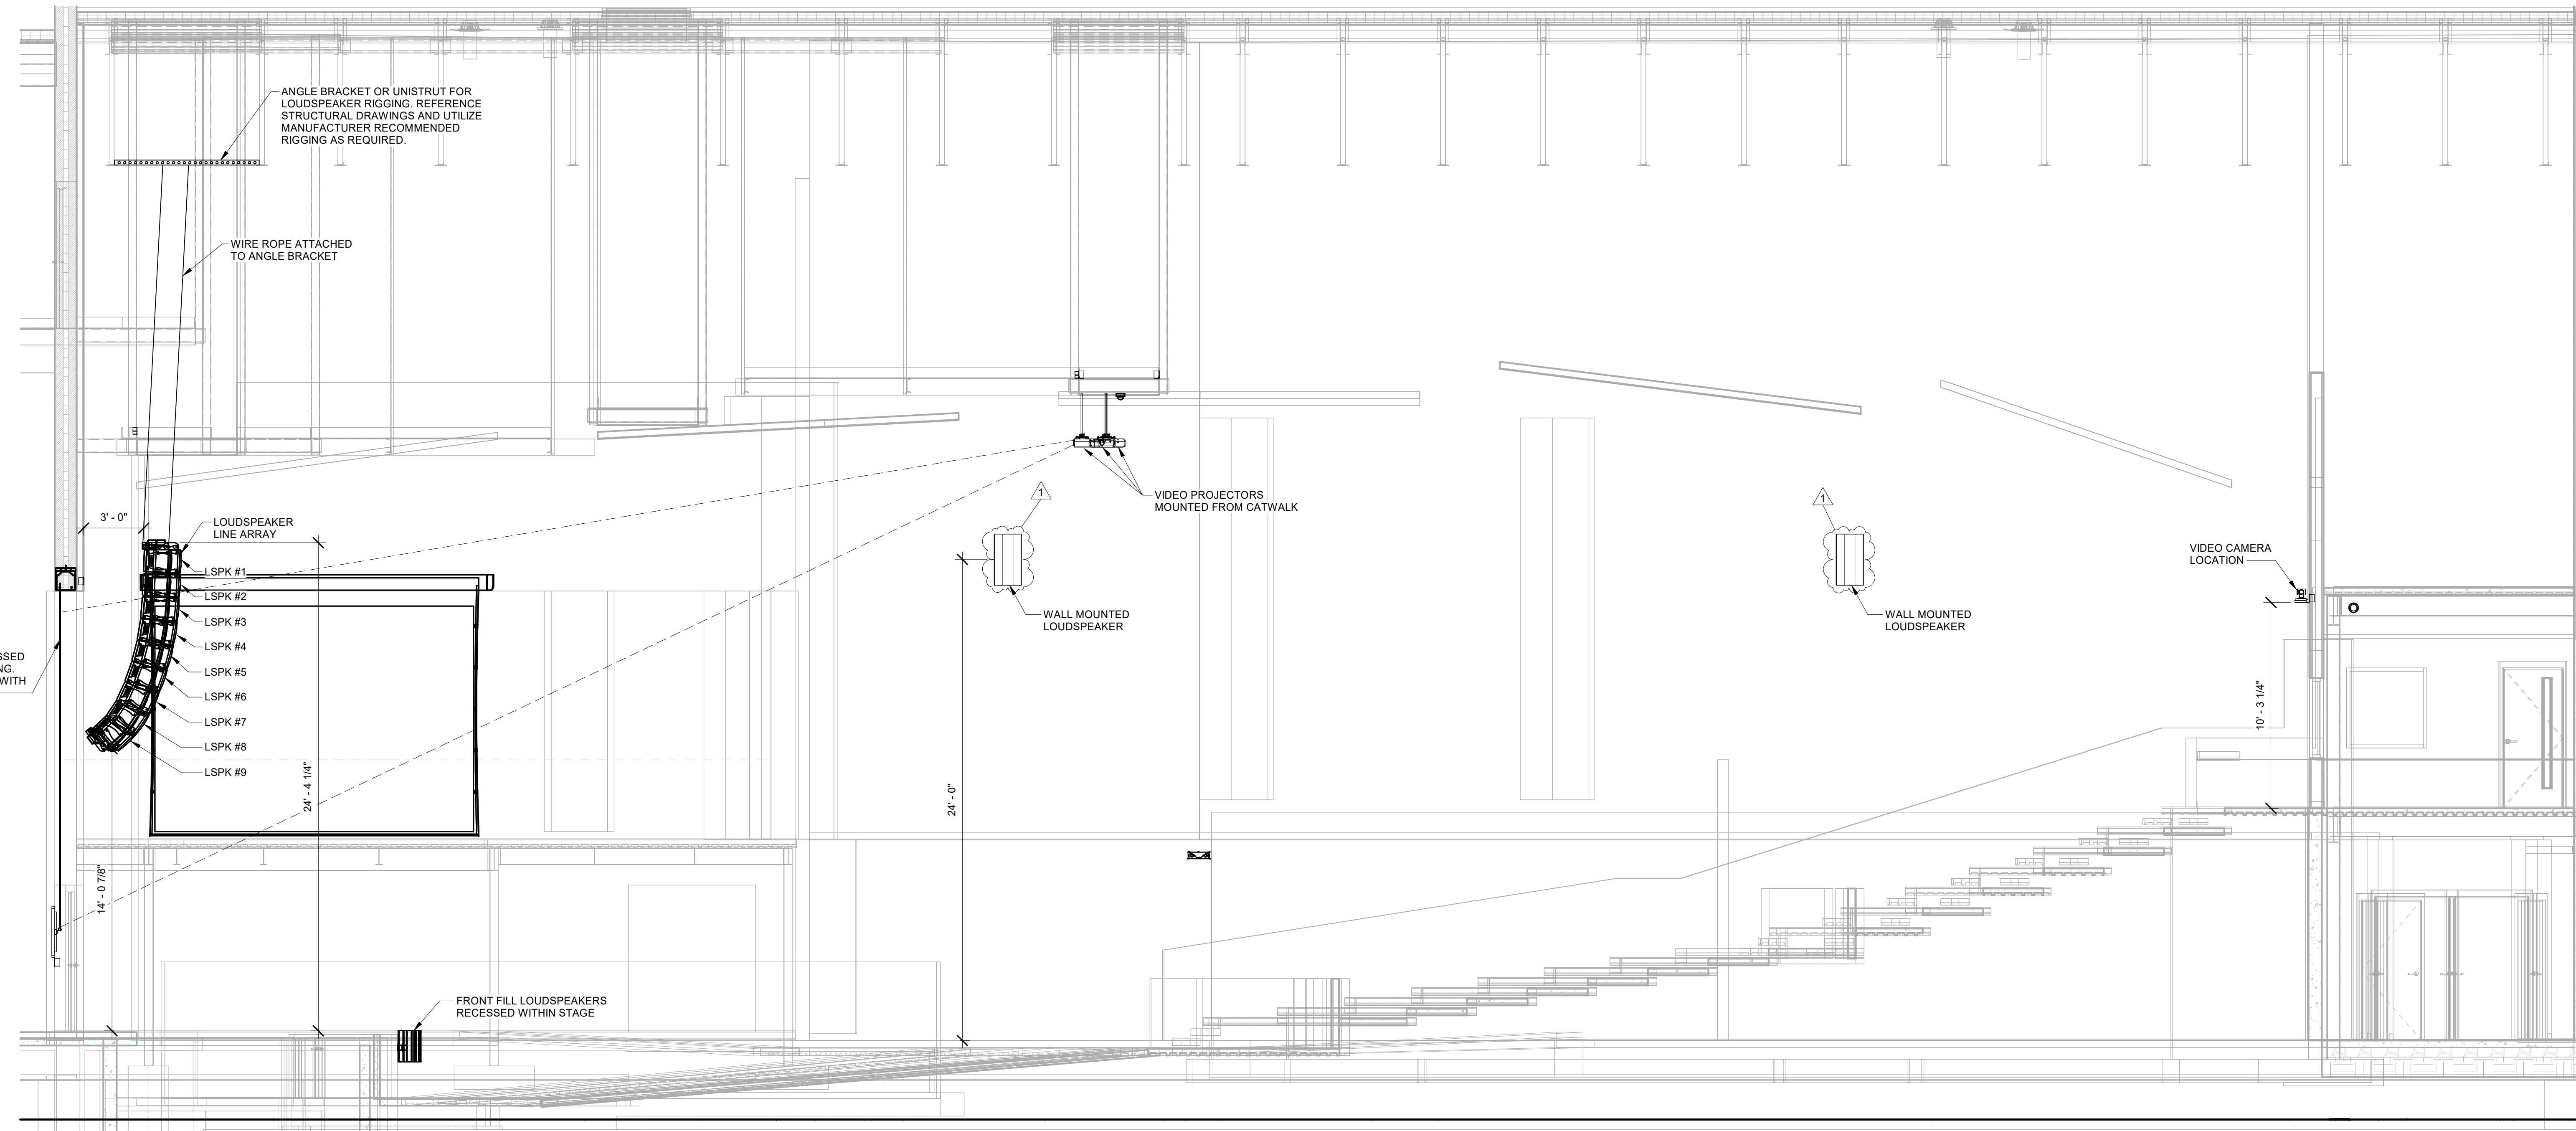 ANGLE BRACKET OR UNISTRUT FOR
LOUDSPEAKER RIGGING. REFERENCE
STRUCTURAL DRAWINGS AND UTILIZE
MANUFACTURER RECOMMENDED
RIGGING AS REQUIRED.
WIRE ROPE ATTACHED
TO ANGLE BRACKET
3' - 0"
LOUDSPEAKER
LINE ARRAY
LSPK #1
LSPK #2
LSPK #3
LSPK #4
LSPK #5
LSPK #6
LSPK #7
LSPK #8
LSPK #9
SSED
NG.
WITH
24' - 4 1/4"
14' - 0 7/8"
VIDEO PROJECTORS
MOUNTED FROM CATWALK
1
WALL MOUNTED
LOUDSPEAKER
24' - 0"
1
WALL MOUNTED
LOUDSPEAKER
VIDEO CAMERA
LOCATION
10' - 3 1/4"
FRONT FILL LOUDSPEAKERS
RECESSED WITHIN STAGE